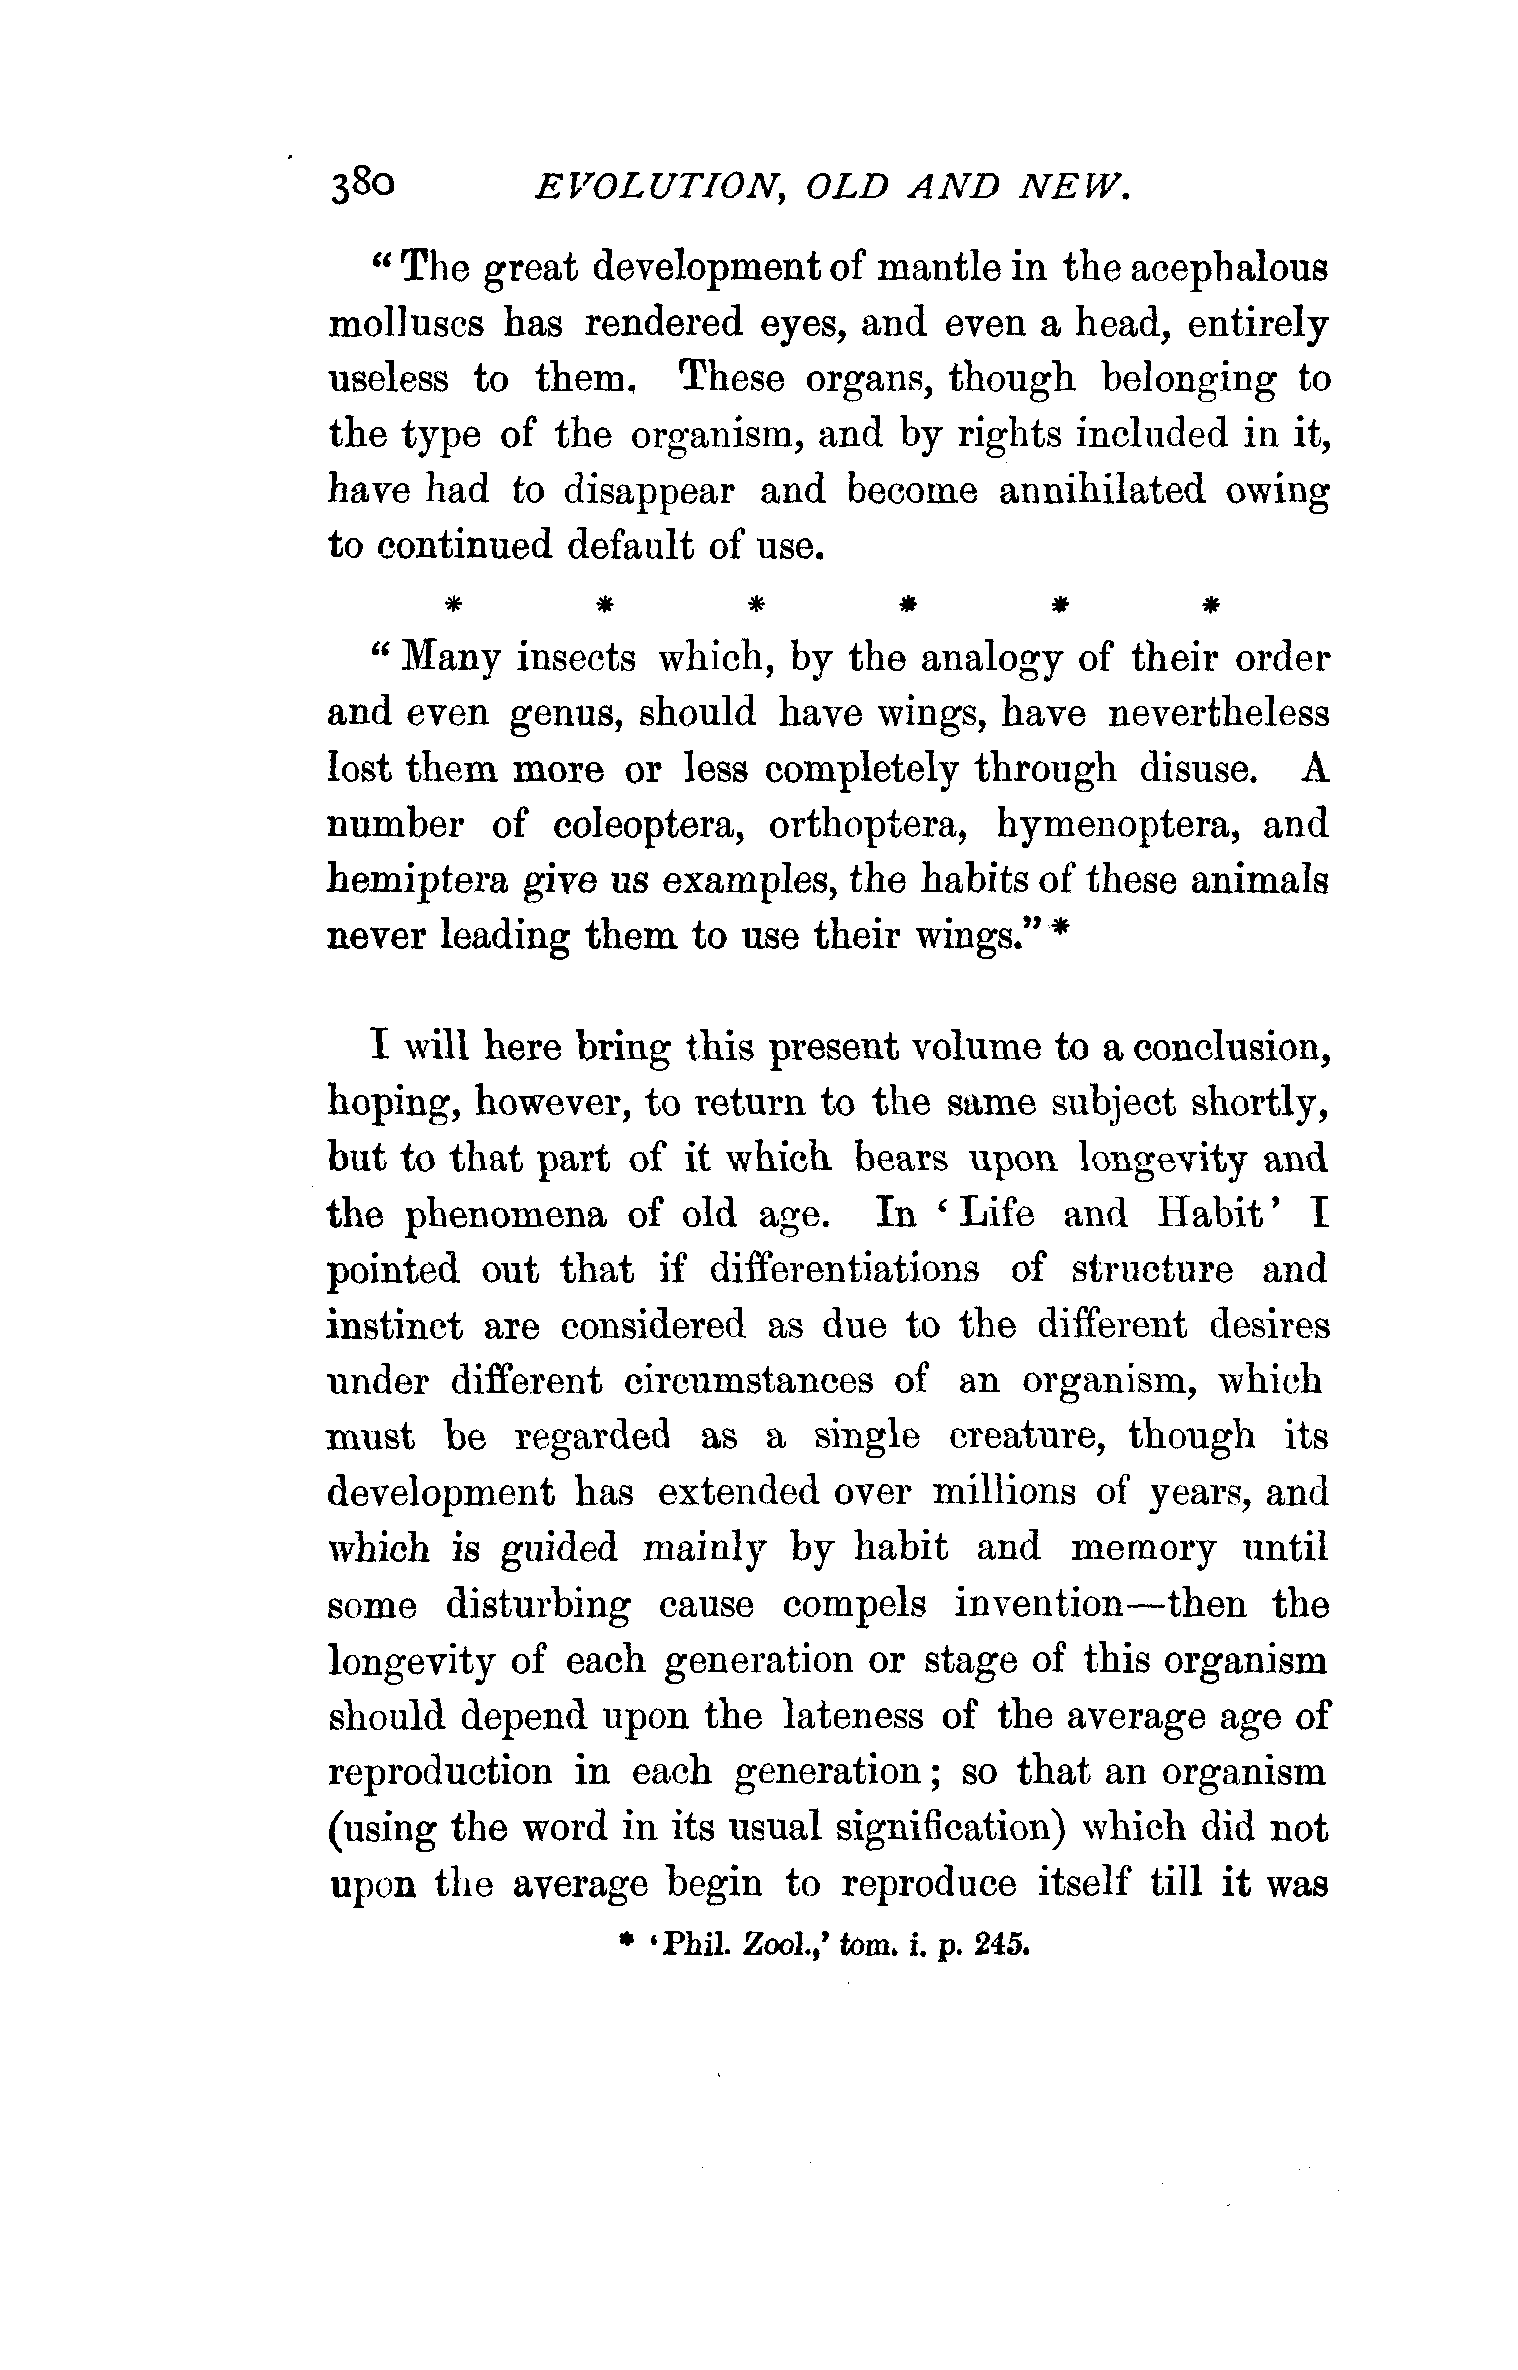 380 EVOLUTION, OLD AND NEW.
“The great development of mantle in the acephalous
molluscs has rendered eyes, and even a head, entirely
useless to them. These organs, though belonging to
the type of the organism, and by rights included in it,
have had to disappear and become annihilated owing
to continued default of use.
* * * * * *
“Many insects which, by the analogy of their order
and even genus, should have wings, have nevertheless
lost them more or less completely through disuse. A
number of coleoptera, orthoptera, hymenoptera, and
hemiptera give us examples, the habits of these animals
never leading them to use their wings.” *
I will here bring this present volume to a conclusion,
hoping, however, to return to the same subject shortly,
but to that part of it which bears upon longevity and
the phenomena of old age. In ‘Life and Habit’ I
pointed out that if differentiations of structure and
instinct are considered as due to the different desires
under different circumstances of an organism, which
must be regarded as a single creature, though its
development has extended over millions of years, and
which is guided mainly by habit and memory until
some disturbing cause compels invention—then the
longevity of each generation or stage of this organism
should depend upon the lateness of the average age of
reproduction in each generation; so that an organism
(using the word in its usual signification) which did not
upon the average begin to reproduce itself till it was
* ‘Phil. Zool.,’ tom. i. p. 245.